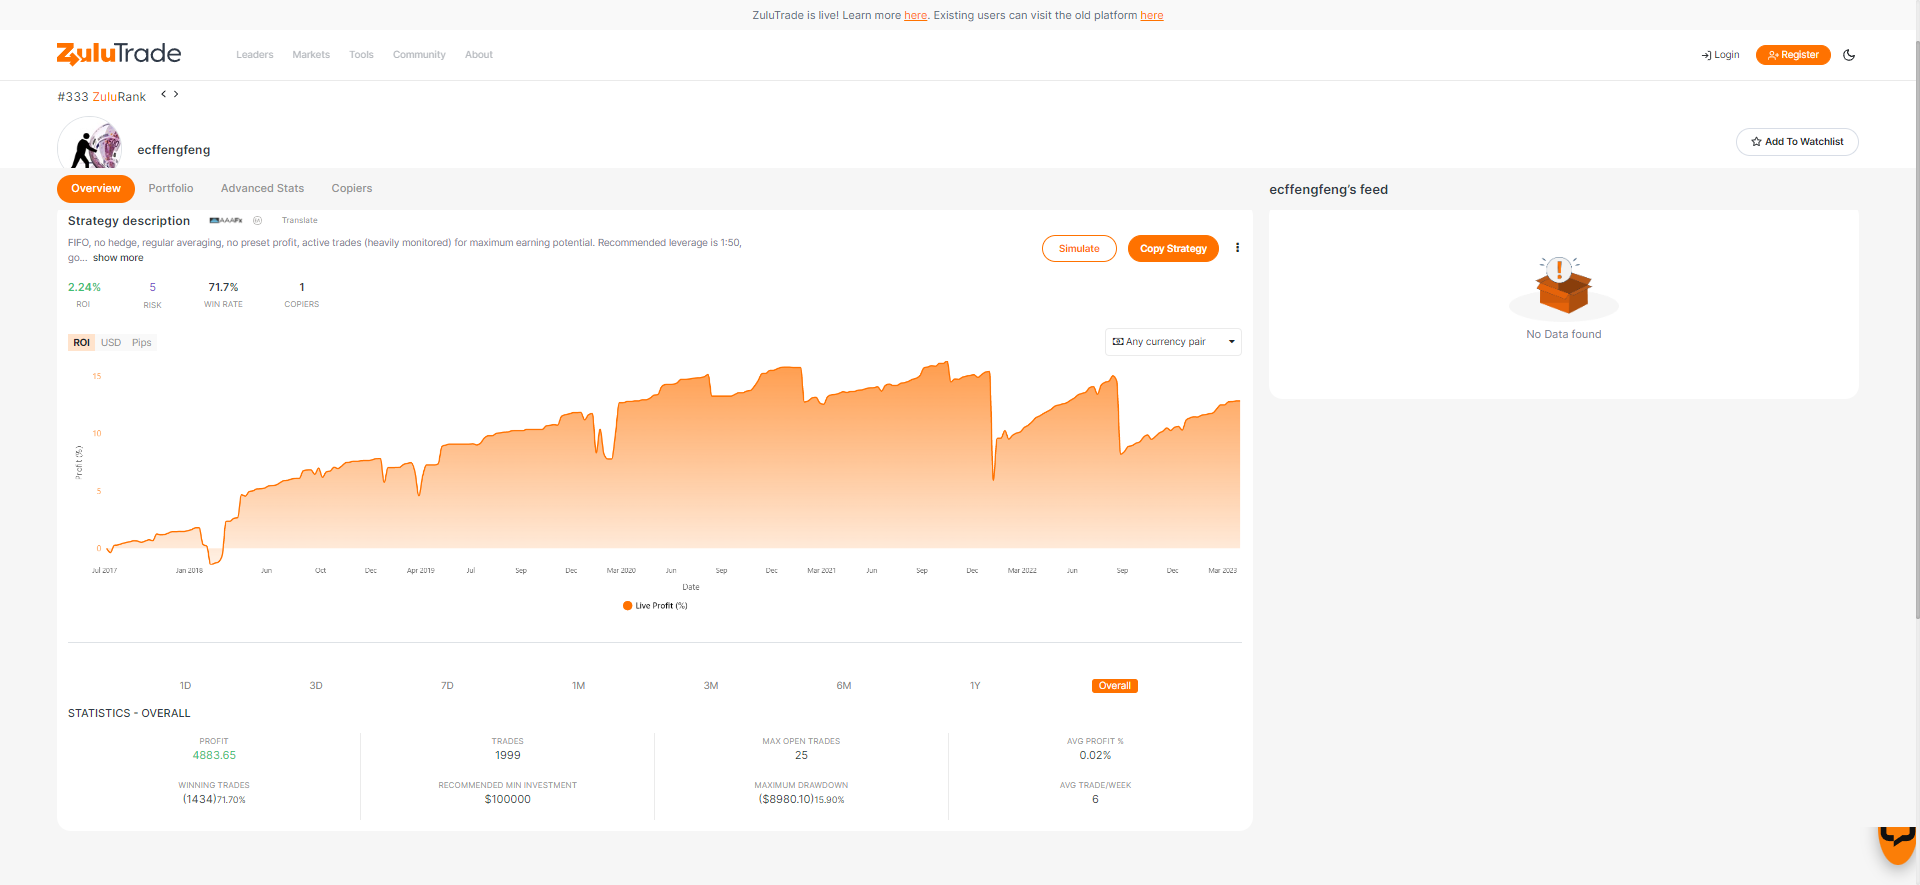 ZuluTrade is live! Learn more here. Existing users can visit the old platform here
ZuluTrade
Leaders Markets Tools Community About
Login Register
#333 ZuluRank
ecffengfeng
Add To Watchlist
Overview Portfolio Advanced Stats Copiers
ecffengfeng's feed
Strategy description AAAFx Translate
FIFO, no hedge, regular averaging, no preset profit, active trades (heavily monitored) for maximum earning potential. Recommended leverage is 1:50,
go... show more
Simulate Copy Strategy
2.24% 5 71.7% 1
ROI RISK WIN RATE COPIERS
No Data found
ROI USD Pips
Any currency pair
15
10
5
0
Profit (%)
Jul 2017 Jan 2018 Jun Oct Dec Apr 2019 Jul Sep Dec Mar 2020 Jun Sep Dec Mar 2021 Jun Sep Dec Mar 2022 Jun Sep Dec Mar 2023
Date
Live Profit (%)
1D 3D 7D 1M 3M 6M 1Y Overall
STATISTICS - OVERALL
PROFIT TRADES MAX OPEN TRADES AVG PROFIT %
4883.65 1999 25 0.02%
WINNING TRADES RECOMMENDED MIN INVESTMENT MAXIMUM DRAWDOWN AVG TRADE/WEEK
(1434)71.70% $100000 ($8980.10)15.90% 6